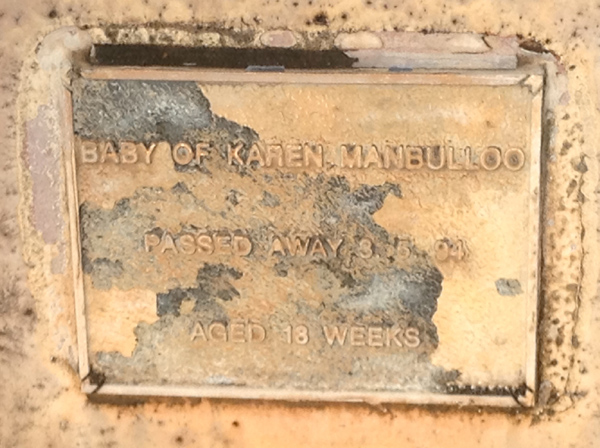 BABY OF KAREN MANBULLOO
PASSED AWAY 3. 5. 94
AGED 18 WEEKS